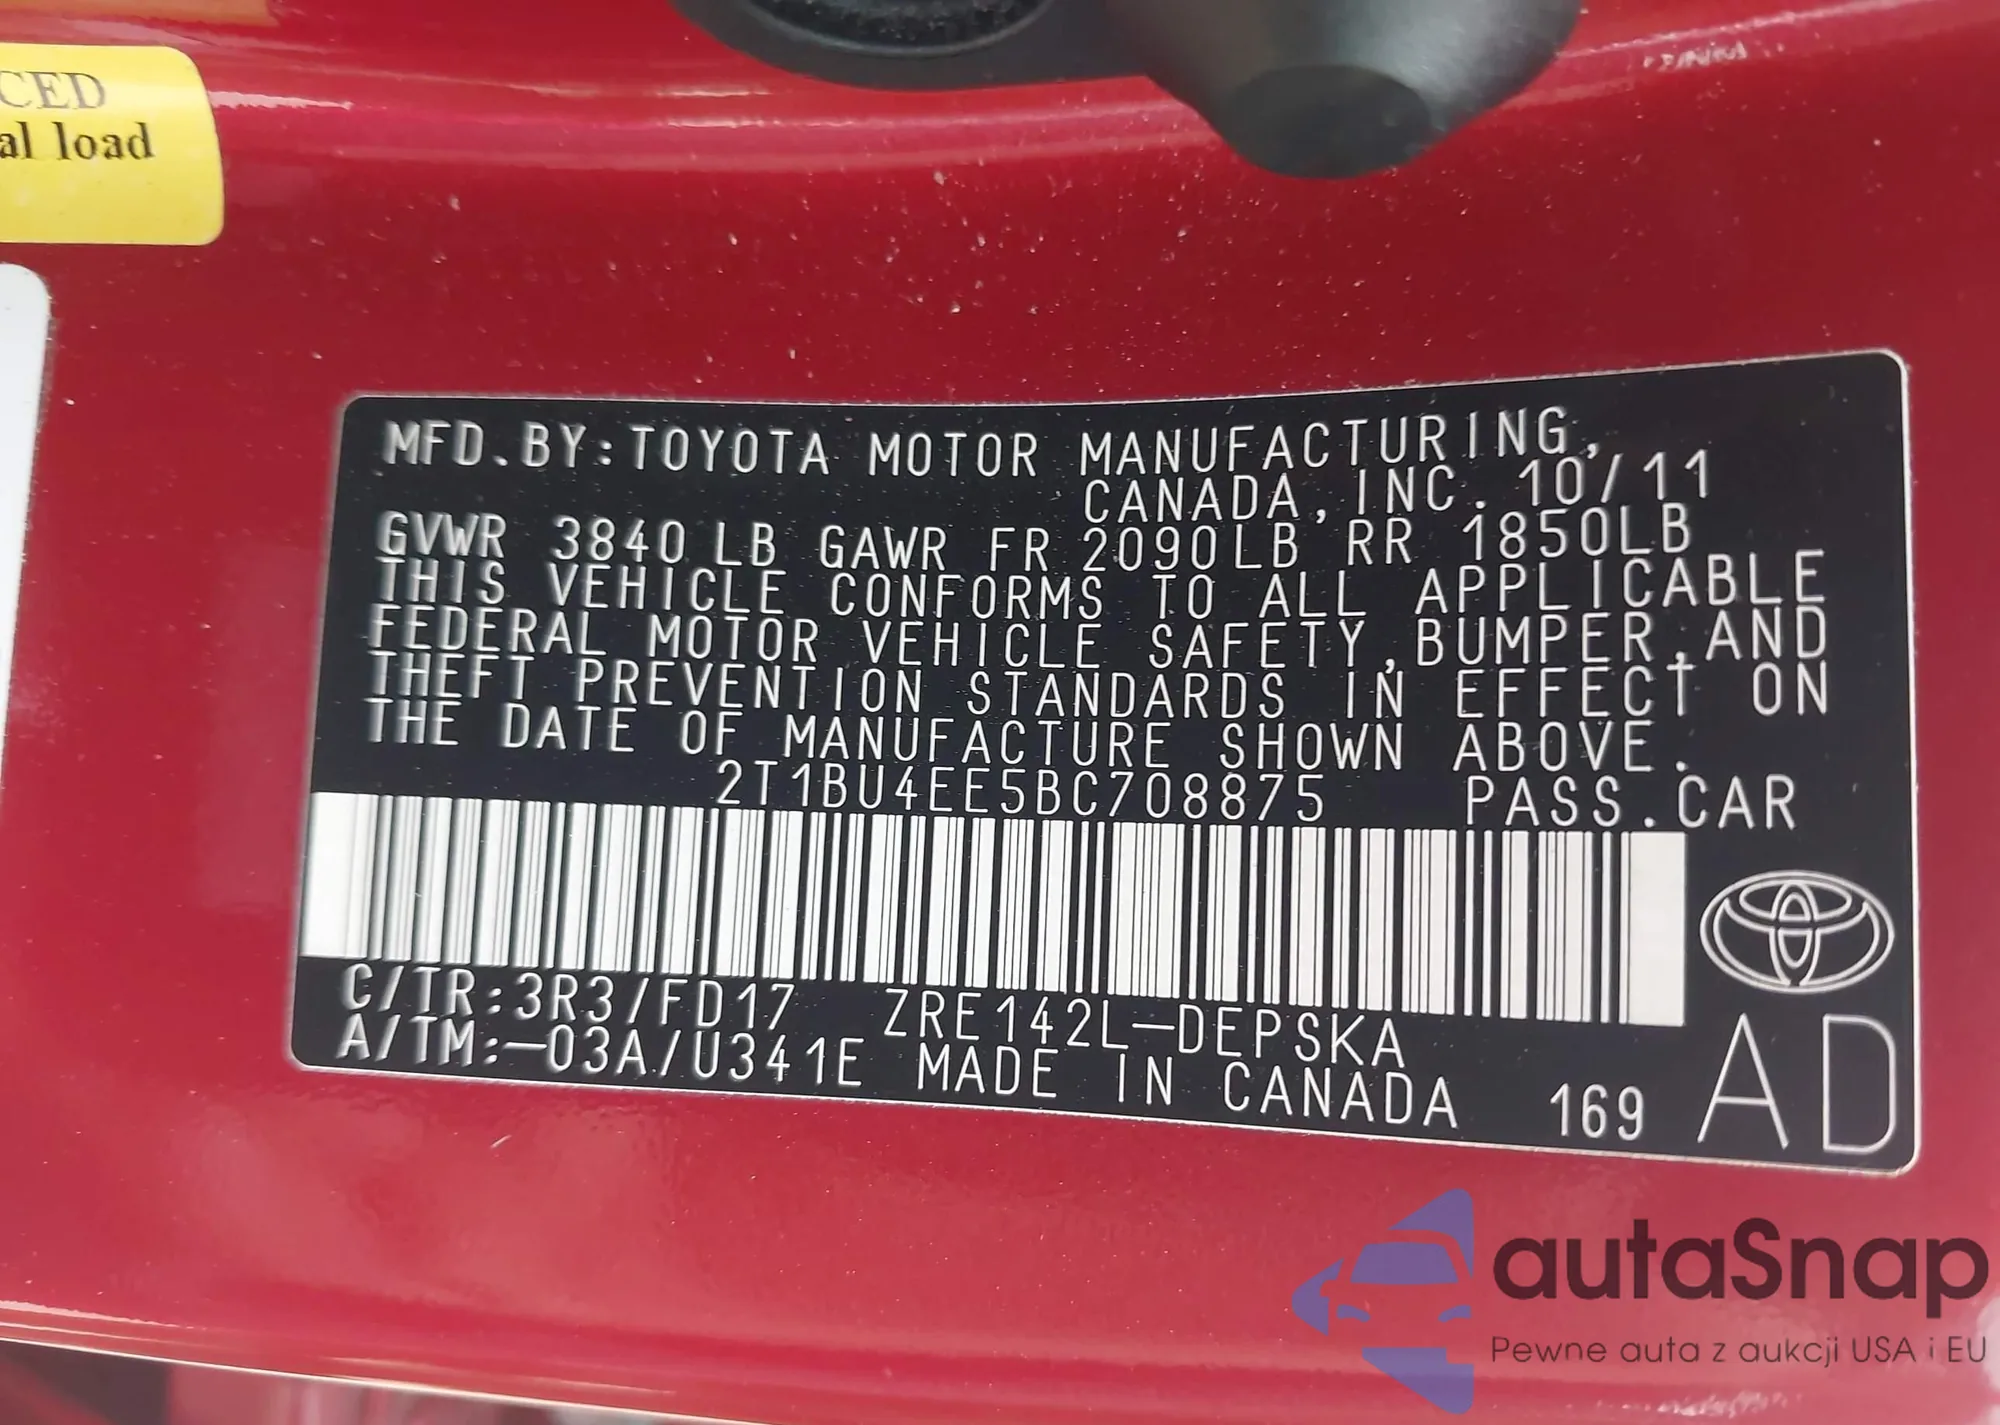 CED
al load
MFD.BY:TOYOTA MOTOR MANUFACTURING,
CANADA,INC. 10/11
GVWR 3840LB GAWR FR 2090LB RR 1850LB
THIS VEHICLE CONFORMS TO ALL APPLICABLE
FEDERAL MOTOR VEHICLE SAFETY,BUMPER,AND
THEFT PREVENTION STANDARDS IN EFFECT ON
THE DATE OF MANUFACTURE SHOWN ABOVE.
2T1BU4EE5BC708875 PASS.CAR
C/TR:3R3/FD17 ZRE142L-DEPSKA
A/TM:-03A/U341E MADE IN CANADA 169 AD
autaSnap
Pewne auta z aukcji USA i EU